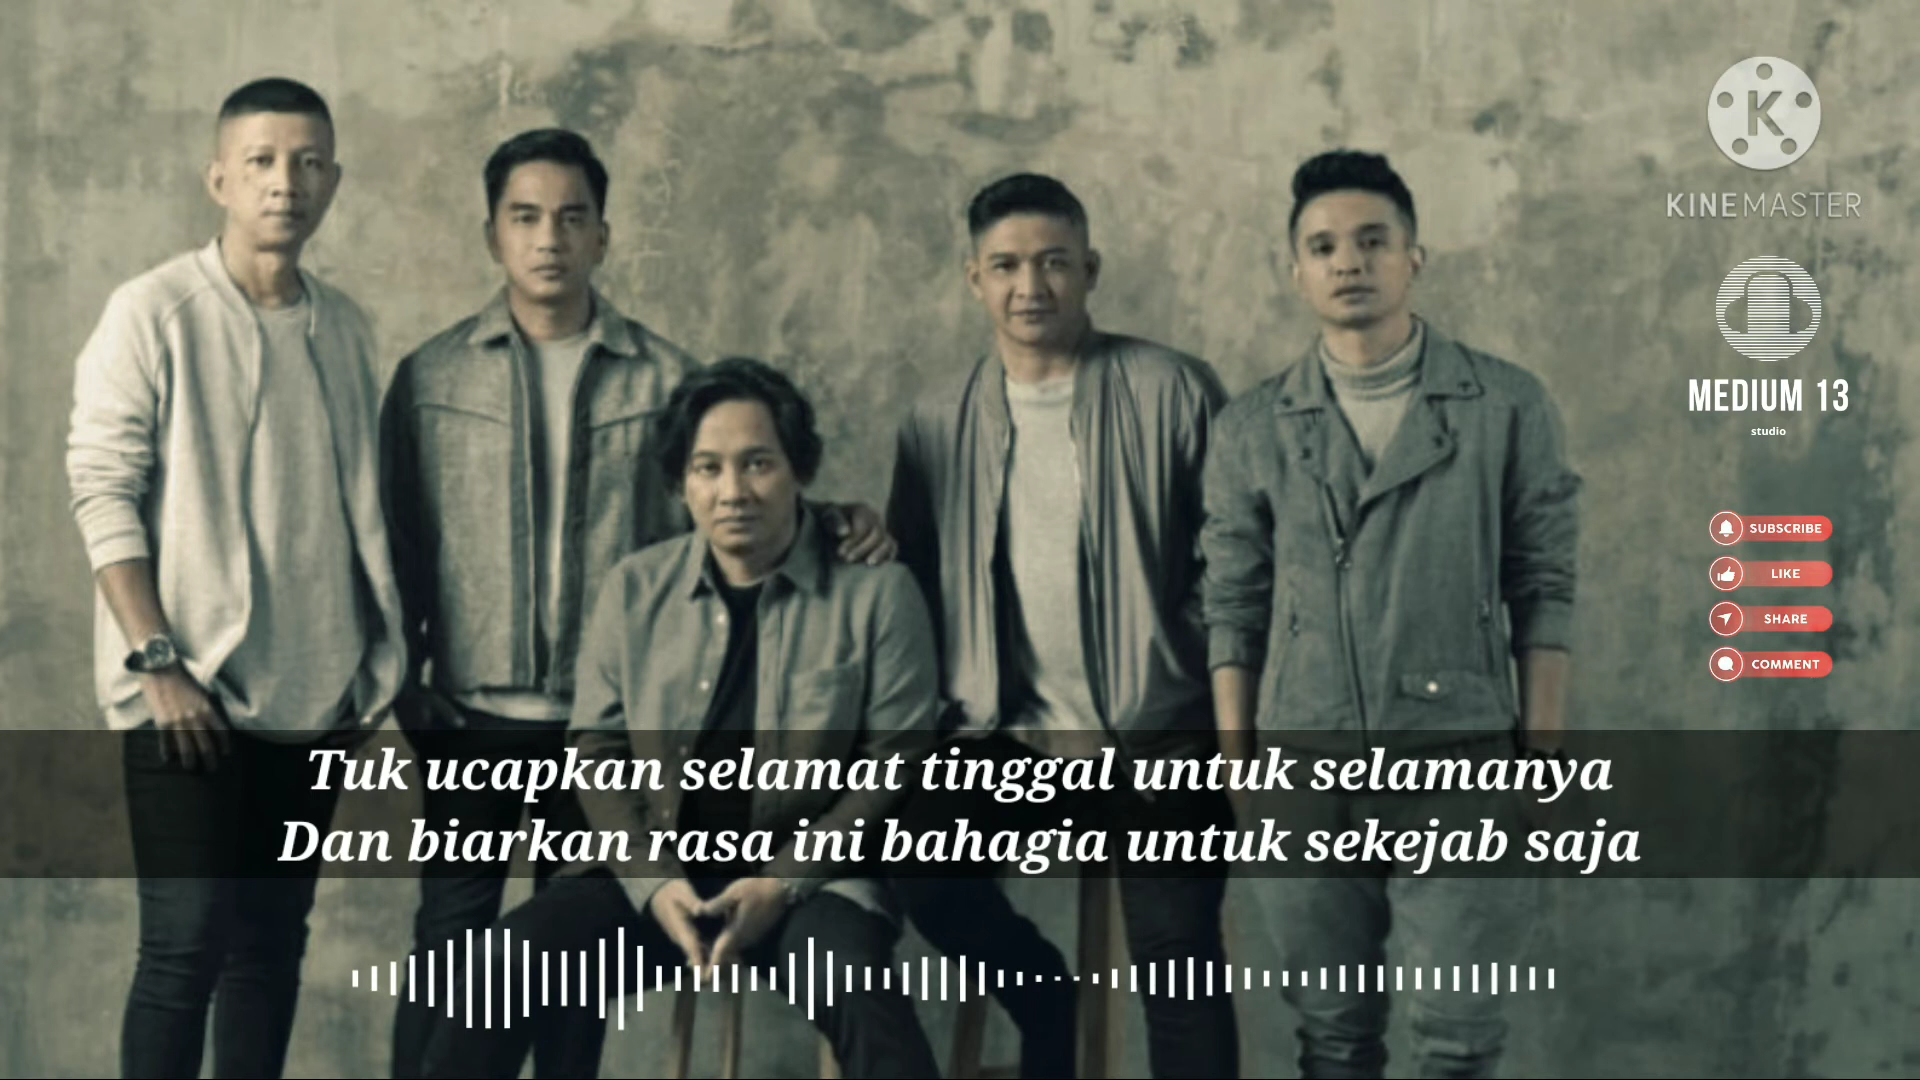 K
KINEMASTER
MEDIUM 13
studio
SUBSCRIBE
LIKE
SHARE
COMMENT
Tuk ucapkan selamat tinggal untuk selamanya
Dan biarkan rasa ini bahagia untuk sekejab saja